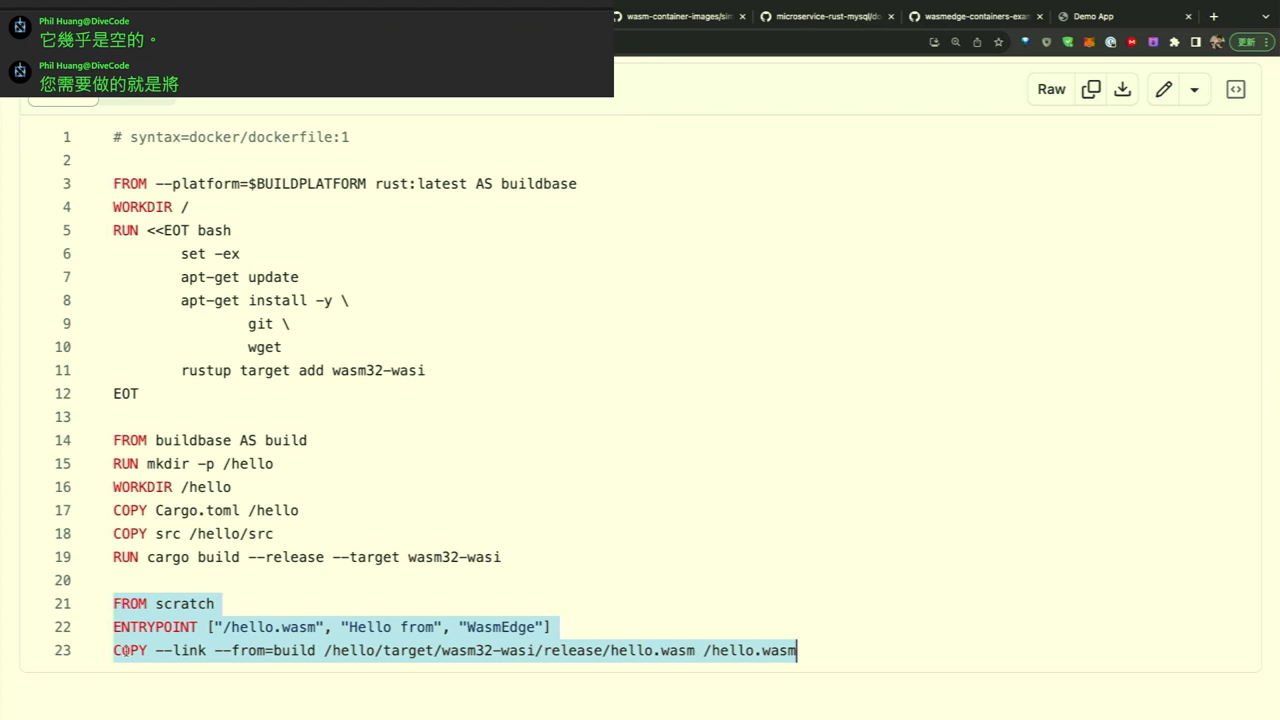 Phil Huang@DiveCode
它幾乎是空的。
Phil Huang@DiveCode
您需要做的就是將
wasm-container-images/sim
microservice-rust-mysql/do
wasmedge-containers-exa
Demo App
更新
Raw
1 # syntax=docker/dockerfile:1
2
3 FROM --platform=$BUILDPLATFORM rust:latest AS buildbase
4 WORKDIR /
5 RUN <<EOT bash
6 set -ex
7 apt-get update
8 apt-get install -y \
9 git \
10 wget
11 rustup target add wasm32-wasi
12 EOT
13
14 FROM buildbase AS build
15 RUN mkdir -p /hello
16 WORKDIR /hello
17 COPY Cargo.toml /hello
18 COPY src /hello/src
19 RUN cargo build --release --target wasm32-wasi
20
21 FROM scratch
22 ENTRYPOINT ["/hello.wasm", "Hello from", "WasmEdge"]
23 COPY --link --from=build /hello/target/wasm32-wasi/release/hello.wasm /hello.wasm